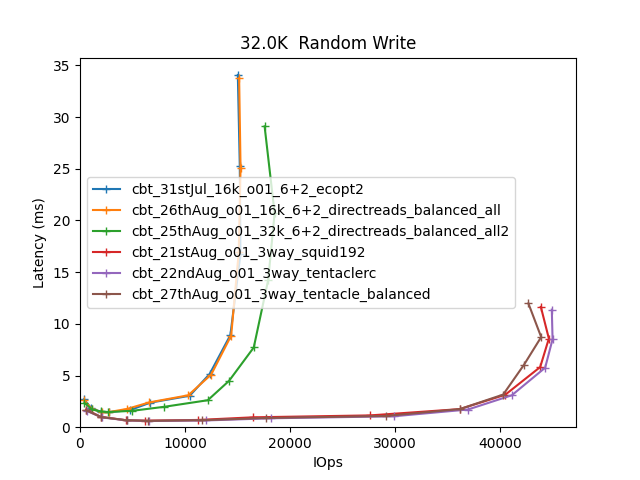 32.0K  Random Write
35
30
25
20
15
10
5
0
Latency (ms)
cbt_31stJul_16k_o01_6+2_ecopt2
cbt_26thAug_o01_16k_6+2_directreads_balanced_all
cbt_25thAug_o01_32k_6+2_directreads_balanced_all2
cbt_21stAug_o01_3way_squid192
cbt_22ndAug_o01_3way_tentaclerc
cbt_27thAug_o01_3way_tentacle_balanced
0 10000 20000 30000 40000
IOps